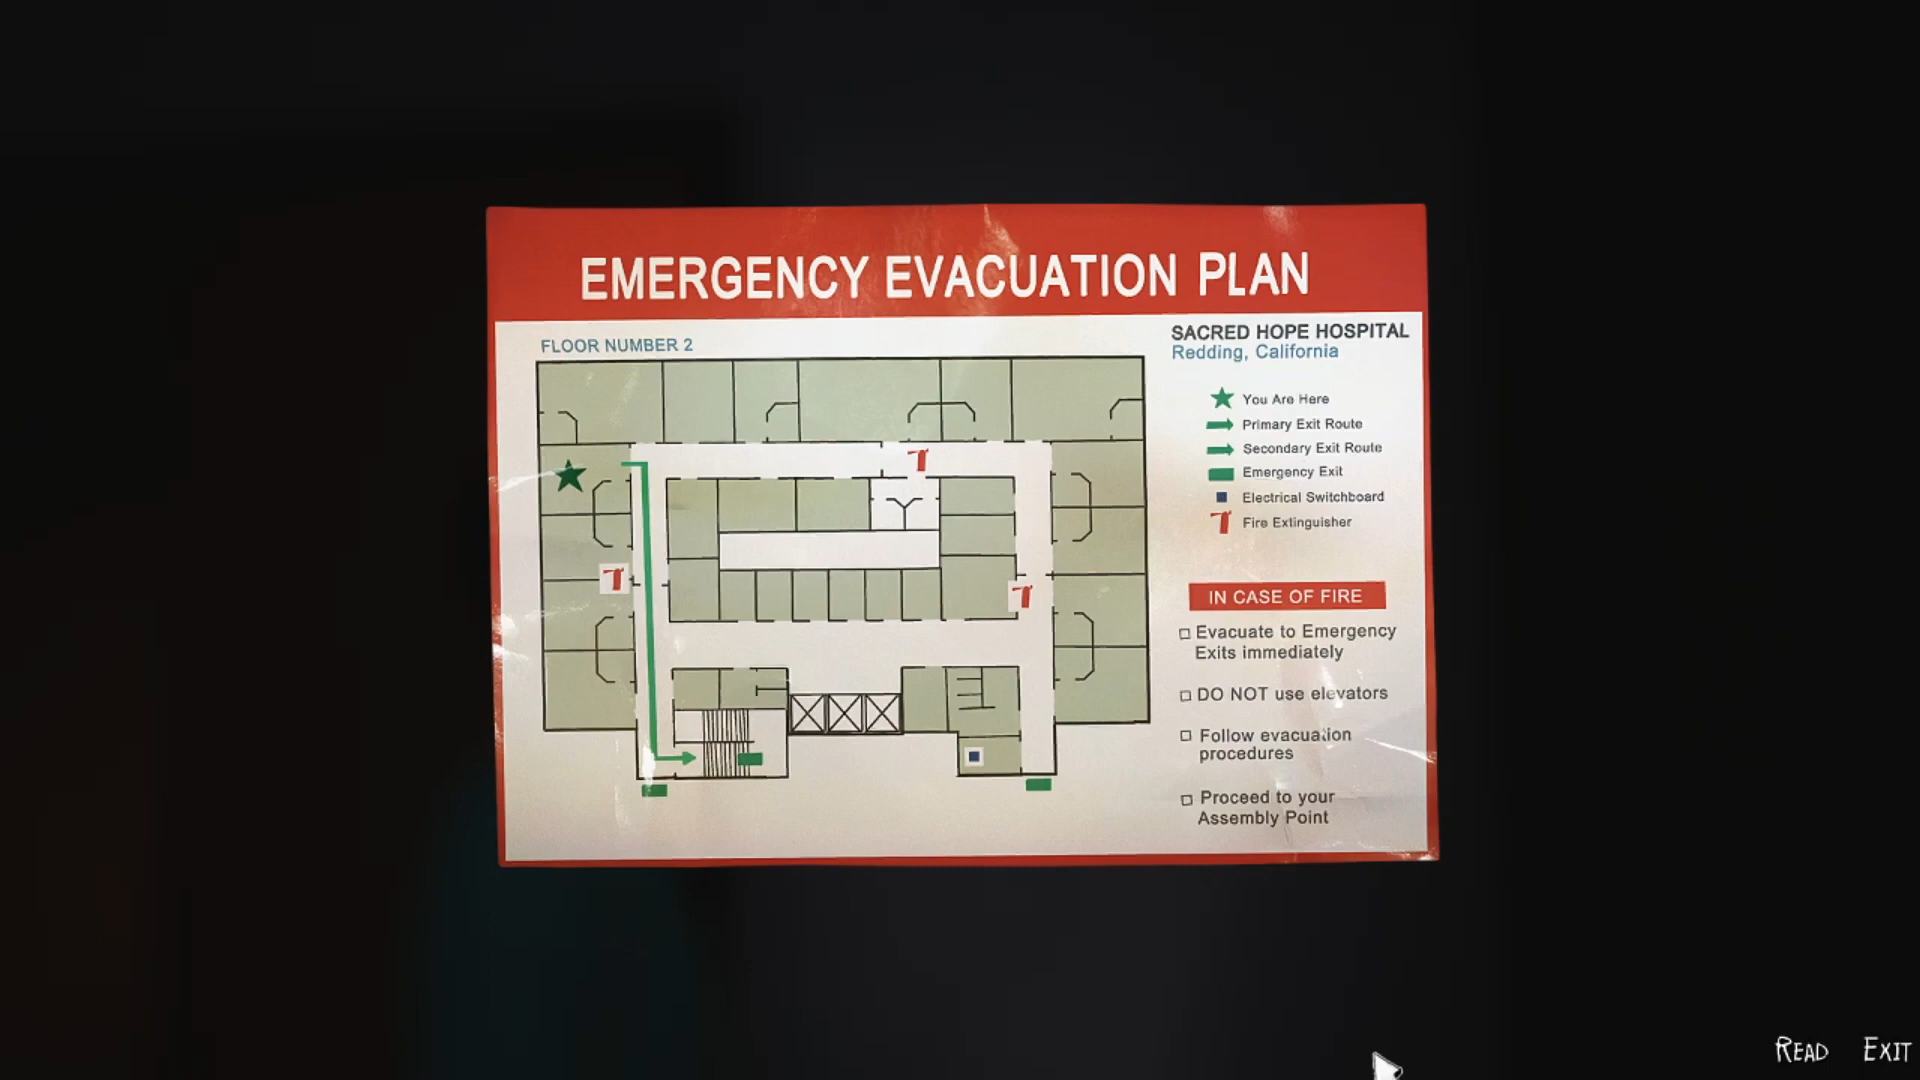 EMERGENCY EVACUATION PLAN
FLOOR NUMBER 2
SACRED HOPE HOSPITAL
Redding, California
You Are Here
Primary Exit Route
Secondary Exit Route
Emergency Exit
Electrical Switchboard
Fire Extinguisher
IN CASE OF FIRE
Evacuate to Emergency
Exits immediately
DO NOT use elevators
Follow evacuation
procedures
Proceed to your
Assembly Point
READ EXIT